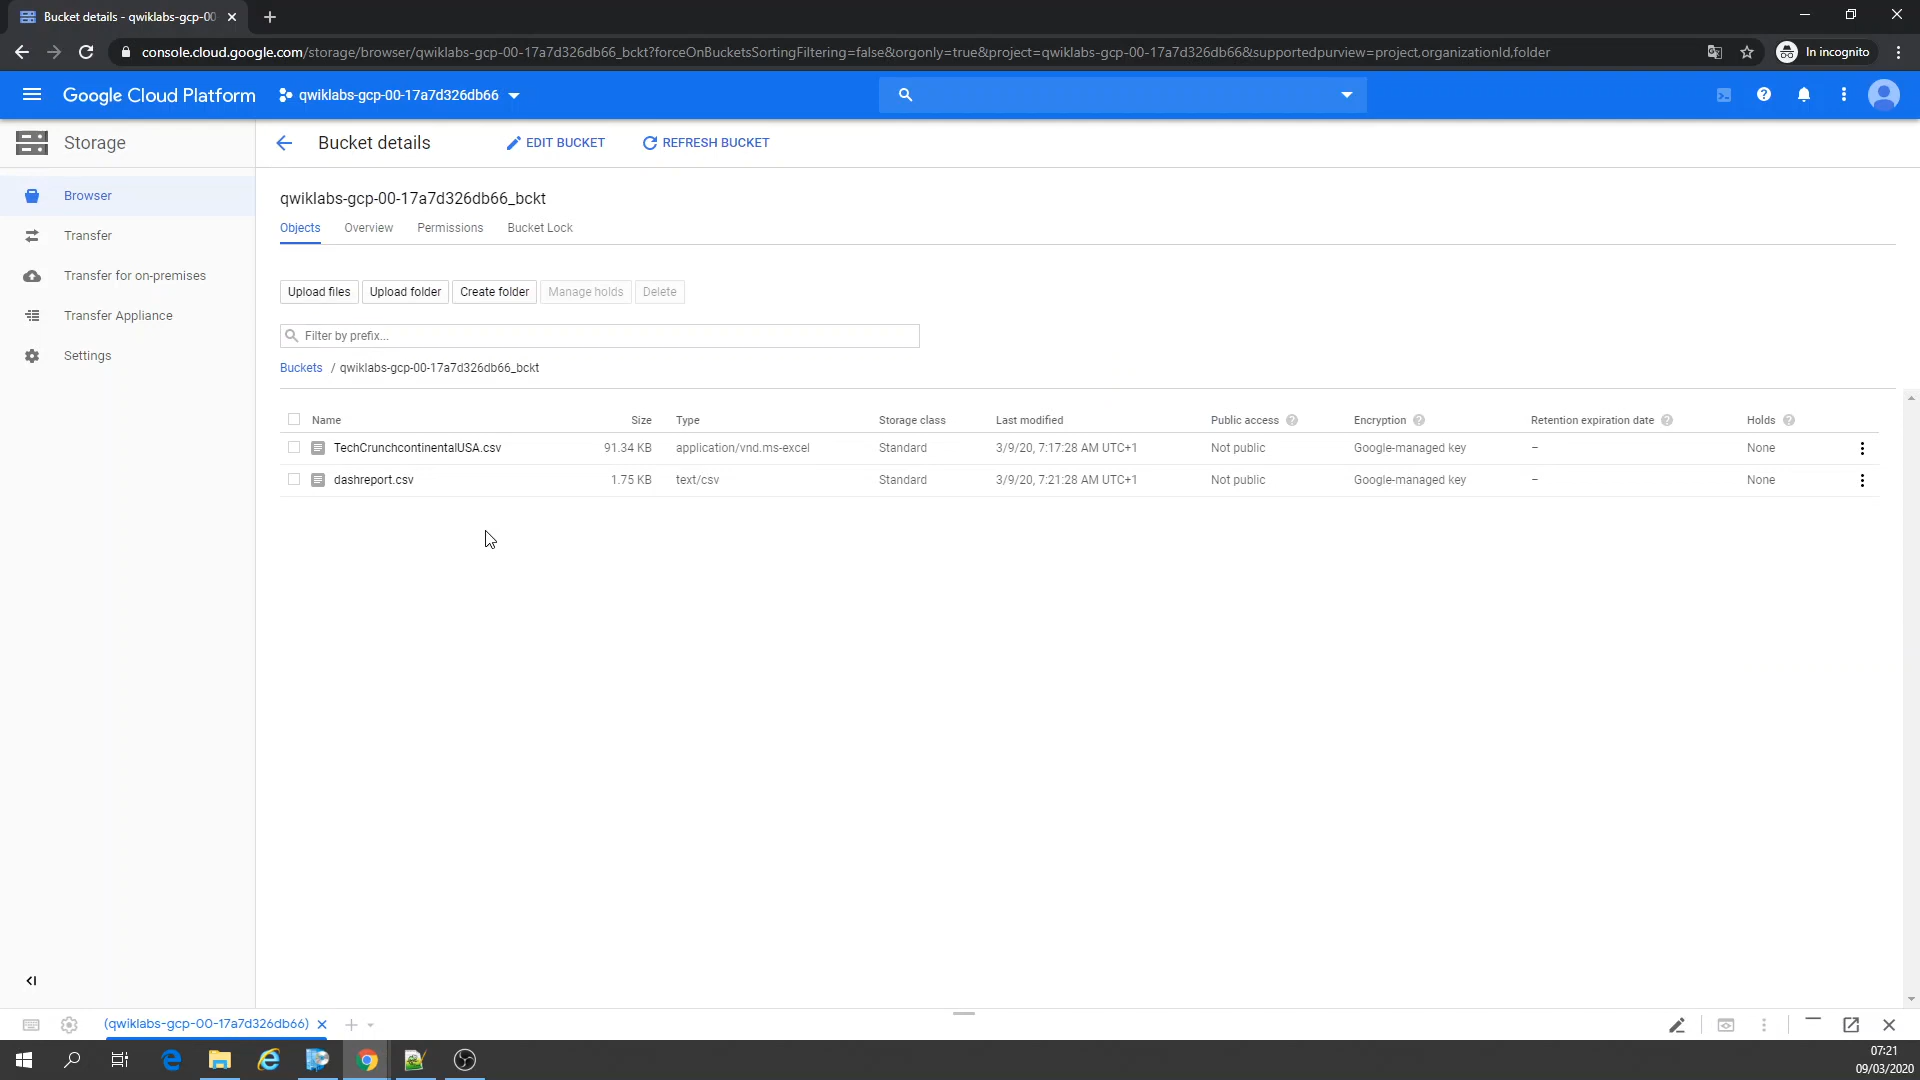 Bucket details - qwiklabs-gcp-00
console.cloud.google.com/storage/browser/qwiklabs-gcp-00-17a7d326db66_bckt?forceOnBucketsSortingFiltering=false&orgonly=true&project=qwiklabs-gcp-00-17a7d326db66&supportedpurview=project,organizationId,folder
In incognito
Google Cloud Platform
qwiklabs-gcp-00-17a7d326db66
Storage
Bucket details
EDIT BUCKET
REFRESH BUCKET
Browser
Transfer
Transfer for on-premises
Transfer Appliance
Settings
qwiklabs-gcp-00-17a7d326db66_bckt
Objects Overview Permissions Bucket Lock
Upload files Upload folder Create folder Manage holds Delete
Filter by prefix...
Buckets / qwiklabs-gcp-00-17a7d326db66_bckt
Name Size Type Storage class Last modified Public access Encryption Retention expiration date Holds
TechCrunchcontinentalUSA.csv 91.34 KB application/vnd.ms-excel Standard 3/9/20, 7:17:28 AM UTC+1 Not public Google-managed key – None
dashreport.csv 1.75 KB text/csv Standard 3/9/20, 7:21:28 AM UTC+1 Not public Google-managed key – None
(qwiklabs-gcp-00-17a7d326db66)
07:21
09/03/2020